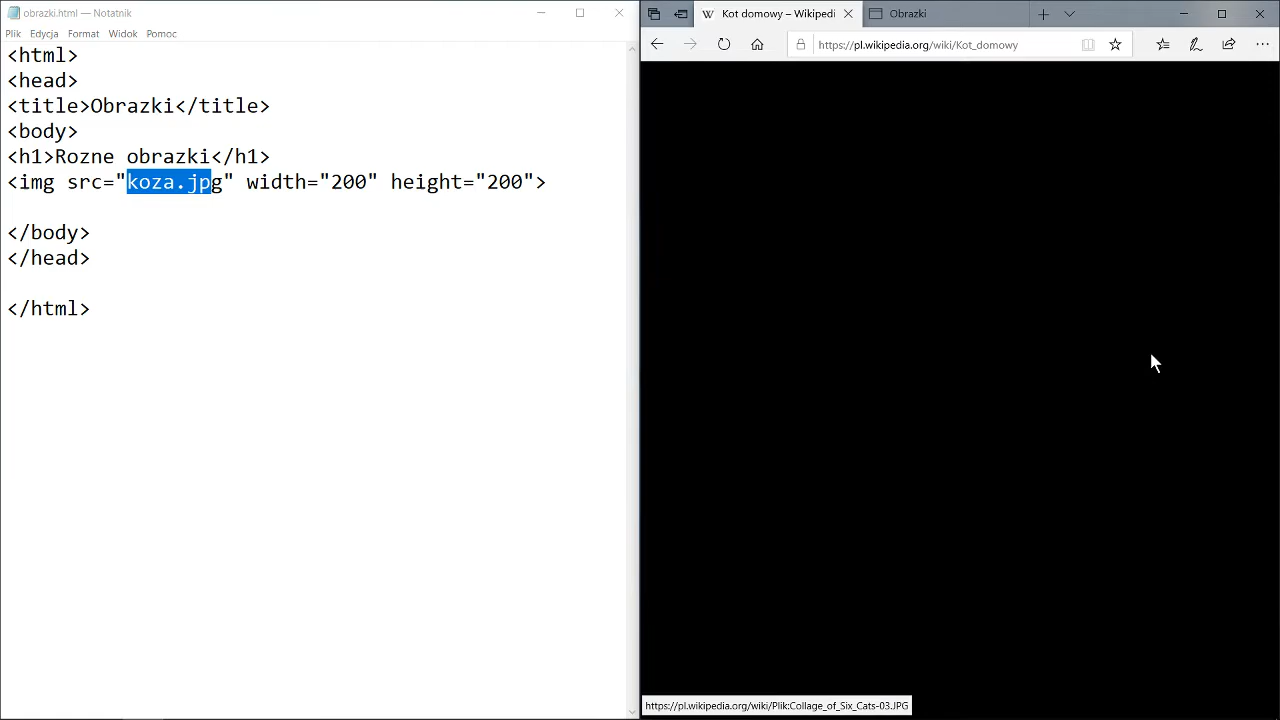 obrazki.html — Notatnik
Plik Edycja Format Widok Pomoc
<html>
<head>
<title>Obrazki</title>
<body>
<h1>Rozne obrazki</h1>
<img src="koza.jpg" width="200" height="200">
</body>
</head>
</html>
Kot domowy – Wikipedi
Obrazki
https://pl.wikipedia.org/wiki/Kot_domowy
https://pl.wikipedia.org/wiki/Plik:Collage_of_Six_Cats-03.JPG